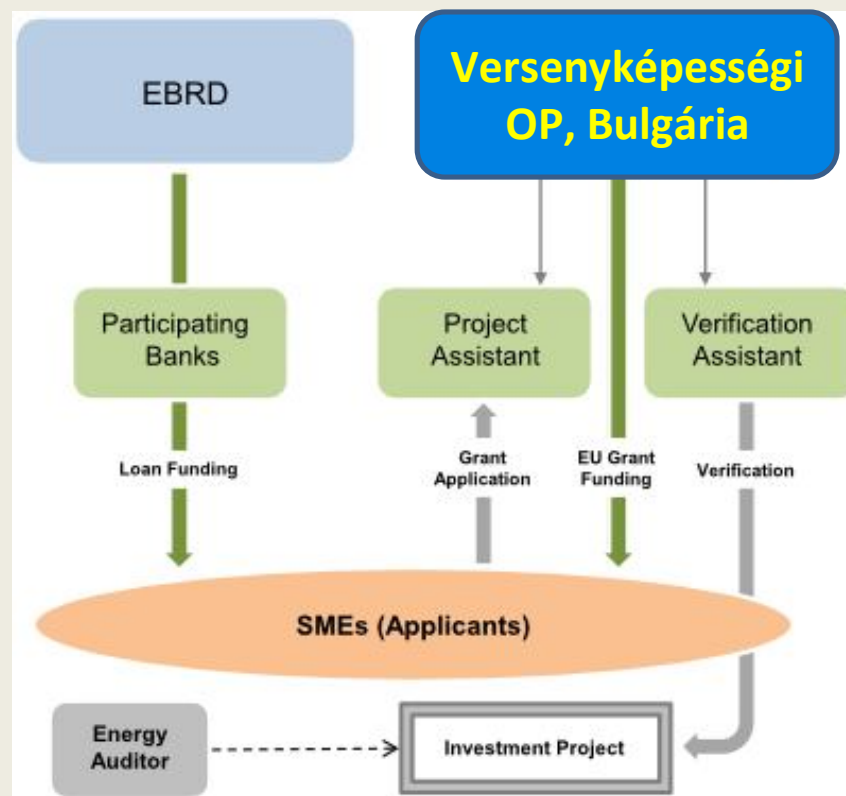 EBRD
Versenyképességi
OP, Bulgária
Participating
Banks
Project
Assistant
Verification
Assistant
Loan Funding
Grant
Application
EU Grant
Funding
Verification
SMEs (Applicants)
Energy
Auditor
Investment Project